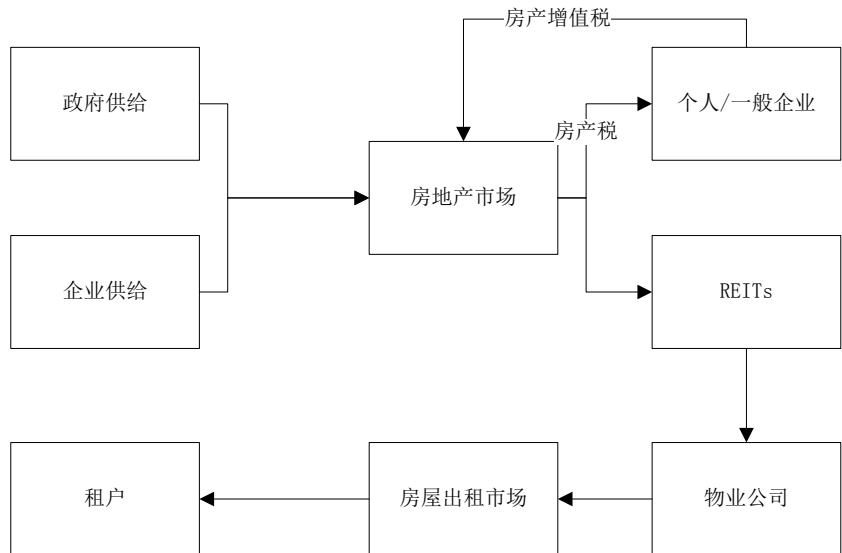 房产增值税
政府供给
个人/一般企业
房产税
房地产市场
企业供给
REITs
租户
房屋出租市场
物业公司